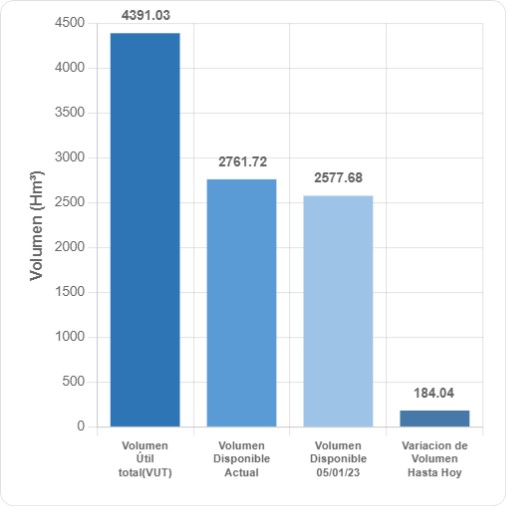 4391.03
4500
4000
3500
3000
2761.72
2577.68
2500
2000
1500
1000
500
184.04
0
Volumen (Hm³)
Volumen
Útil
total(VUT)
Volumen
Disponible
Actual
Volumen
Disponible
05/01/23
Variacion de
Volumen
Hasta Hoy